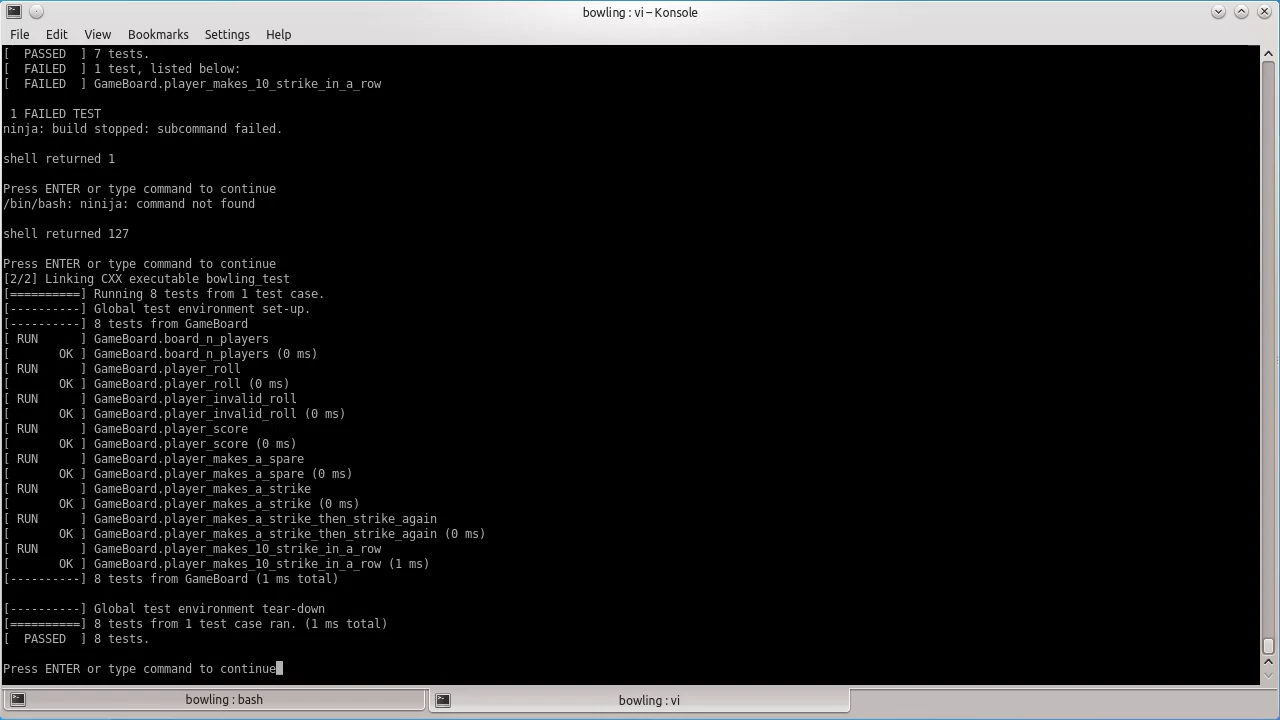 bowling : vi – Konsole
File Edit View Bookmarks Settings Help
[  PASSED  ] 7 tests.
[  FAILED  ] 1 test, listed below:
[  FAILED  ] GameBoard.player_makes_10_strike_in_a_row
1 FAILED TEST
ninja: build stopped: subcommand failed.
shell returned 1
Press ENTER or type command to continue
/bin/bash: ninija: command not found
shell returned 127
Press ENTER or type command to continue
[2/2] Linking CXX executable bowling_test
[==========] Running 8 tests from 1 test case.
[----------] Global test environment set-up.
[----------] 8 tests from GameBoard
[ RUN      ] GameBoard.board_n_players
[       OK ] GameBoard.board_n_players (0 ms)
[ RUN      ] GameBoard.player_roll
[       OK ] GameBoard.player_roll (0 ms)
[ RUN      ] GameBoard.player_invalid_roll
[       OK ] GameBoard.player_invalid_roll (0 ms)
[ RUN      ] GameBoard.player_score
[       OK ] GameBoard.player_score (0 ms)
[ RUN      ] GameBoard.player_makes_a_spare
[       OK ] GameBoard.player_makes_a_spare (0 ms)
[ RUN      ] GameBoard.player_makes_a_strike
[       OK ] GameBoard.player_makes_a_strike (0 ms)
[ RUN      ] GameBoard.player_makes_a_strike_then_strike_again
[       OK ] GameBoard.player_makes_a_strike_then_strike_again (0 ms)
[ RUN      ] GameBoard.player_makes_10_strike_in_a_row
[       OK ] GameBoard.player_makes_10_strike_in_a_row (1 ms)
[----------] 8 tests from GameBoard (1 ms total)
[----------] Global test environment tear-down
[==========] 8 tests from 1 test case ran. (1 ms total)
[  PASSED  ] 8 tests.
Press ENTER or type command to continue
bowling : bash
bowling : vi